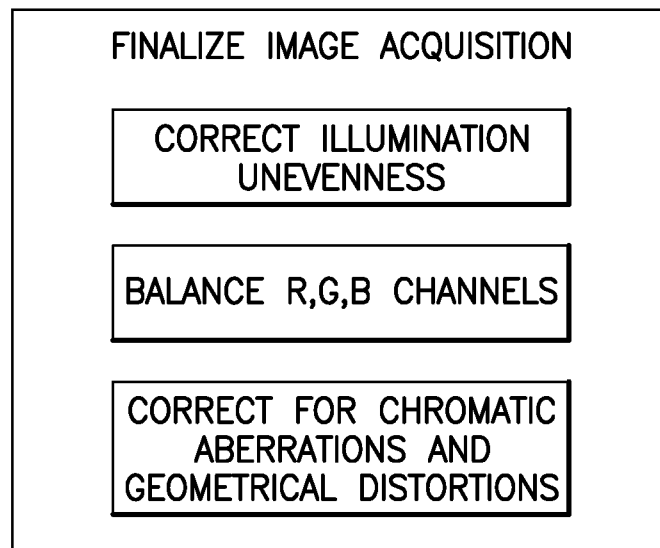 FINALIZE IMAGE ACQUISITION
CORRECT ILLUMINATION
UNEVENNESS
BALANCE R,G,B CHANNELS
CORRECT FOR CHROMATIC
ABERRATIONS AND
GEOMETRICAL DISTORTIONS